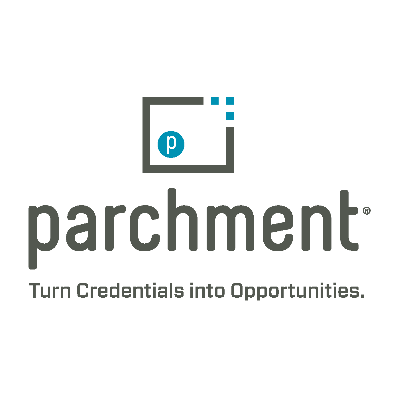 p
parchment®
Turn Credentials into Opportunities.